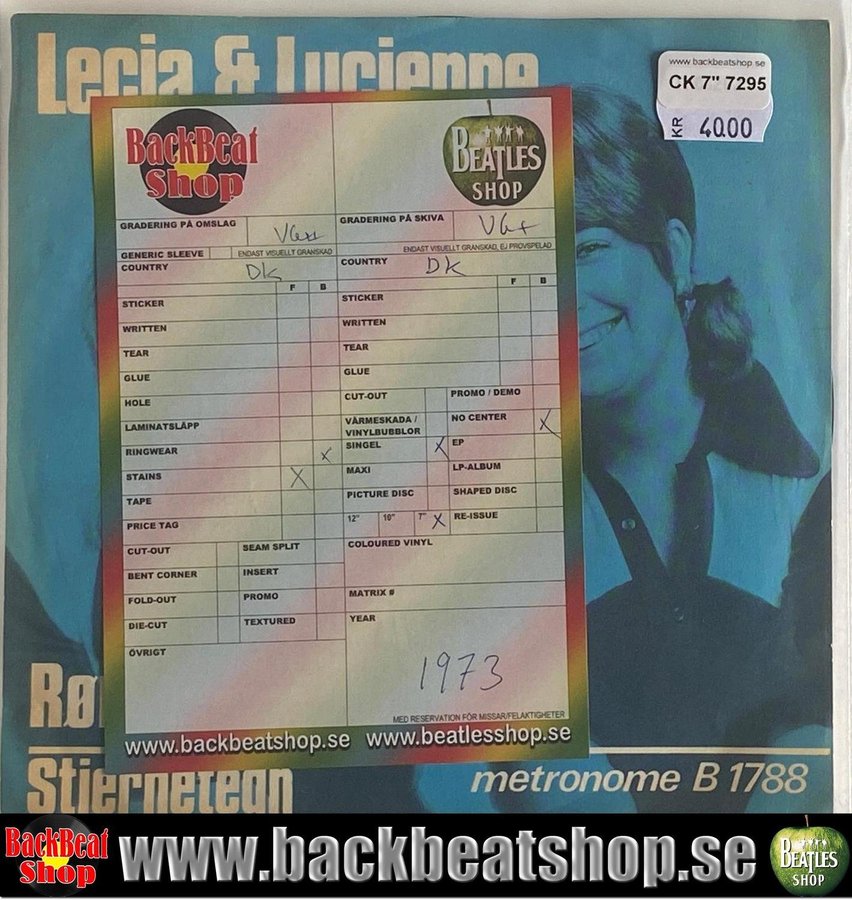 Lecia & Lucienne
www.backbeatshop.se
CK 7" 7295
KR 40.00
BackBeat
Shop
BEATLES
SHOP
GRADERING PÅ OMSLAG
VG++
GRADERING PÅ SKIVA
VG+
GENERIC SLEEVE
ENDAST VISUELLT GRANSKAD
ENDAST VISUELLT GRANSKAD, EJ PROVSPELAD
COUNTRY
DK
COUNTRY
DK
F B
STICKER
WRITTEN
TEAR
GLUE
HOLE
LAMINATSLÄPP
RINGWEAR X
STAINS X
TAPE
PRICE TAG
CUT-OUT SEAM SPLIT
BENT CORNER INSERT
FOLD-OUT PROMO
DIE-CUT TEXTURED
ÖVRIGT
F B
STICKER
WRITTEN
TEAR
GLUE
CUT-OUT PROMO / DEMO
VÄRMESKADA / NO CENTER X
VINYLBUBBLOR
SINGEL X EP
MAXI LP-ALBUM
PICTURE DISC SHAPED DISC
12" 10" 7" X RE-ISSUE
COLOURED VINYL
MATRIX #
YEAR
1973
MED RESERVATION FÖR MISSAR/FELAKTIGHETER
www.backbeatshop.se www.beatlesshop.se
Stjernetegn
metronome B 1788
BackBeat
Shop
www.backbeatshop.se
BEATLES
SHOP